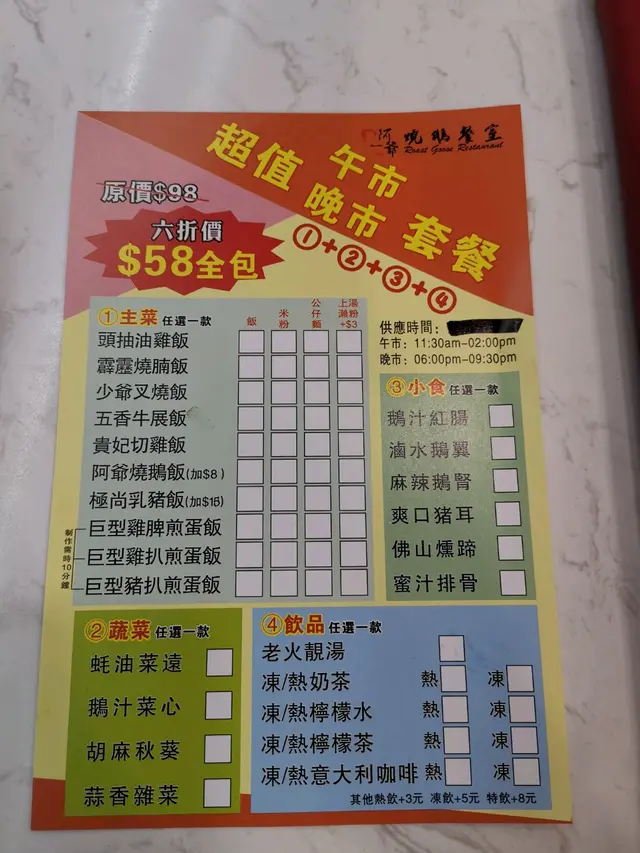 阿一爺 燒鵝餐室
Roast Goose Restaurant
超值 午市 晚市 套餐
①+②+③+④
原價$98
六折價
$58全包
供應時間：
午市：11:30am-02:00pm
晚市：06:00pm-09:30pm
①主菜 任選一款
飯 米粉 公仔麵 上湯瀨粉+$3
頭抽油雞飯
霹靂燒腩飯
少爺叉燒飯
五香牛展飯
貴妃切雞飯
阿爺燒鵝飯(加$8)
極尚乳豬飯(加$18)
制作需時10分鐘
巨型雞脾煎蛋飯
巨型雞扒煎蛋飯
巨型豬扒煎蛋飯
③小食 任選一款
鵝汁紅腸
滷水鵝翼
麻辣鵝腎
爽口豬耳
佛山燻蹄
蜜汁排骨
②蔬菜 任選一款
蚝油菜遠
鵝汁菜心
胡麻秋葵
蒜香雜菜
④飲品 任選一款
老火靚湯
凍/熱奶茶 熱 凍
凍/熱檸檬水 熱 凍
凍/熱檸檬茶 熱 凍
凍/熱意大利咖啡 熱 凍
其他熱飲+3元 凍飲+5元 特飲+8元